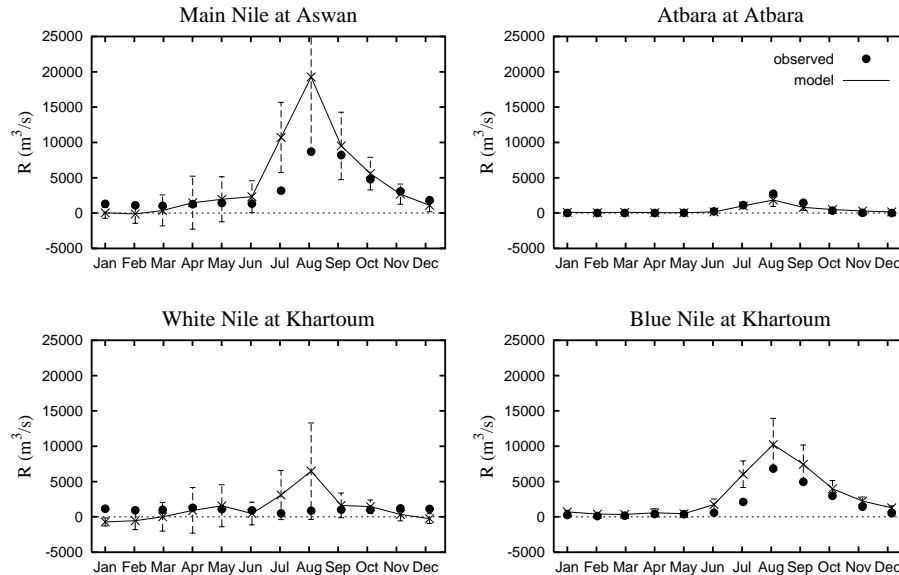 Main Nile at Aswan
25000
20000
15000
10000
5000
0
-5000
R (m³/s)
Jan Feb Mar Apr May Jun Jul Aug Sep Oct Nov Dec
Atbara at Atbara
25000
20000
15000
10000
5000
0
-5000
R (m³/s)
observed
model
Jan Feb Mar Apr May Jun Jul Aug Sep Oct Nov Dec
White Nile at Khartoum
25000
20000
15000
10000
5000
0
-5000
R (m³/s)
Jan Feb Mar Apr May Jun Jul Aug Sep Oct Nov Dec
Blue Nile at Khartoum
25000
20000
15000
10000
5000
0
-5000
R (m³/s)
Jan Feb Mar Apr May Jun Jul Aug Sep Oct Nov Dec